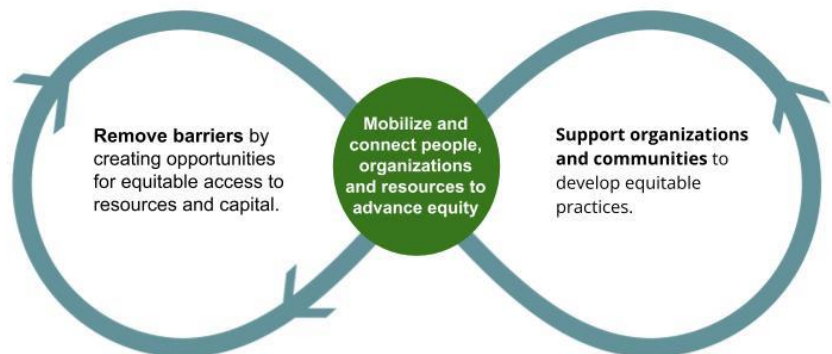 Remove barriers by
creating opportunities
for equitable access to
resources and capital.
Mobilize and
connect people,
organizations
and resources to
advance equity
Support organizations
and communities to
develop equitable
practices.